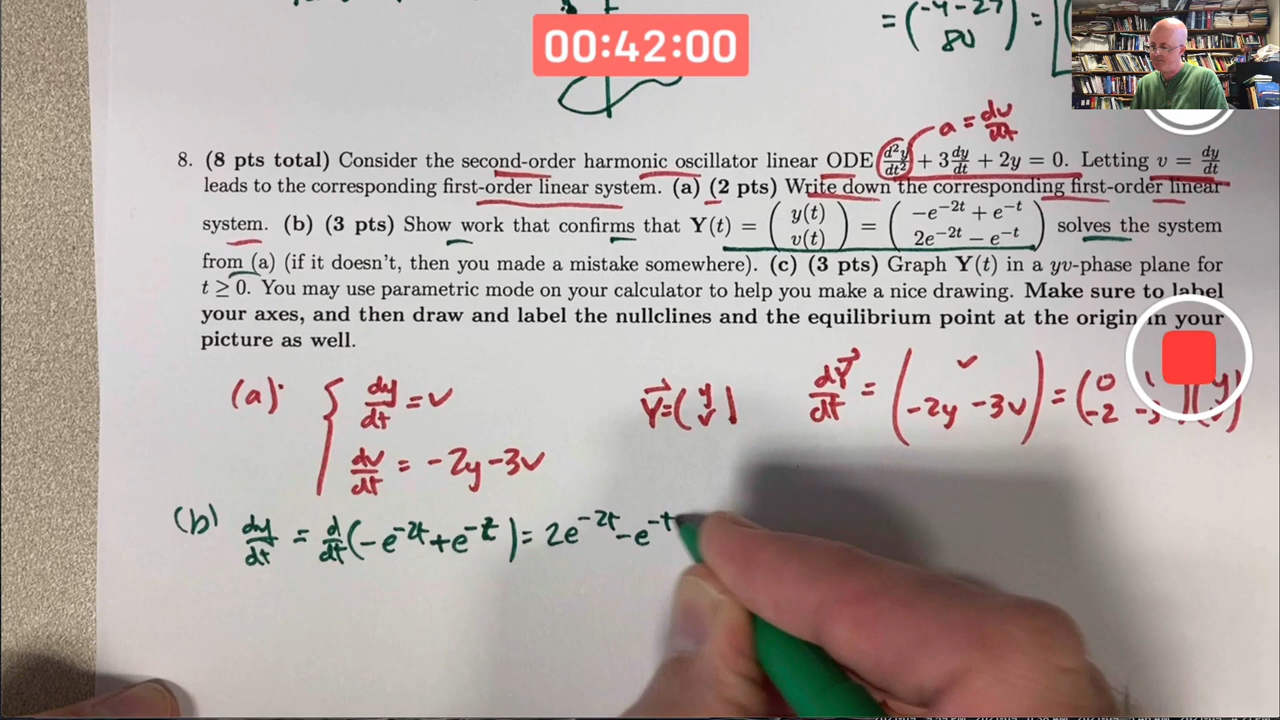 = (-4-27
80) =
00:42:00
a = dv/dt
8. (8 pts total) Consider the second-order harmonic oscillator linear ODE d²y/dt² + 3 dy/dt + 2y = 0. Letting v = dy/dt
leads to the corresponding first-order linear system. (a) (2 pts) Write down the corresponding first-order linear
system. (b) (3 pts) Show work that confirms that Y(t) = ( y(t) v(t) ) = ( −e^{−2t} + e^{−t} 2e^{−2t} − e^{−t} ) solves the system
from (a) (if it doesn't, then you made a mistake somewhere). (c) (3 pts) Graph Y(t) in a yv-phase plane for
t ≥ 0. You may use parametric mode on your calculator to help you make a nice drawing. Make sure to label
your axes, and then draw and label the nullclines and the equilibrium point at the origin in your
picture as well.
(a) { dy/dt = v
dv/dt = -2y-3v
Y = ( y v )
dY/dt = ( v -2y -3v ) = ( 0 1 -2 -3 )( y v )
(b) dy/dt = d/dt(-e^{-2t}+e^{-t}) = 2e^{-2t}-e^{-t}